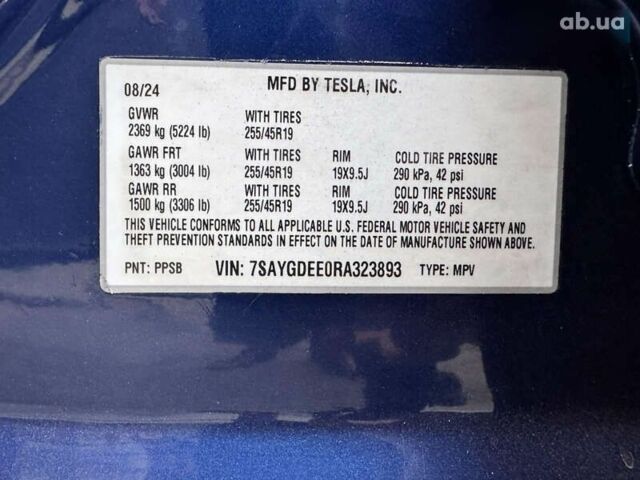 ab.ua
08/24 MFD BY TESLA, INC.
GVWR WITH TIRES
2369 kg (5224 lb) 255/45R19
GAWR FRT WITH TIRES RIM COLD TIRE PRESSURE
1363 kg (3004 lb) 255/45R19 19X9.5J 290 kPa, 42 psi
GAWR RR WITH TIRES RIM COLD TIRE PRESSURE
1500 kg (3306 lb) 255/45R19 19X9.5J 290 kPa, 42 psi
THIS VEHICLE CONFORMS TO ALL APPLICABLE U.S. FEDERAL MOTOR VEHICLE SAFETY AND
THEFT PREVENTION STANDARDS IN EFFECT ON THE DATE OF MANUFACTURE SHOWN ABOVE.
PNT: PPSB VIN: 7SAYGDEE0RA323893 TYPE: MPV